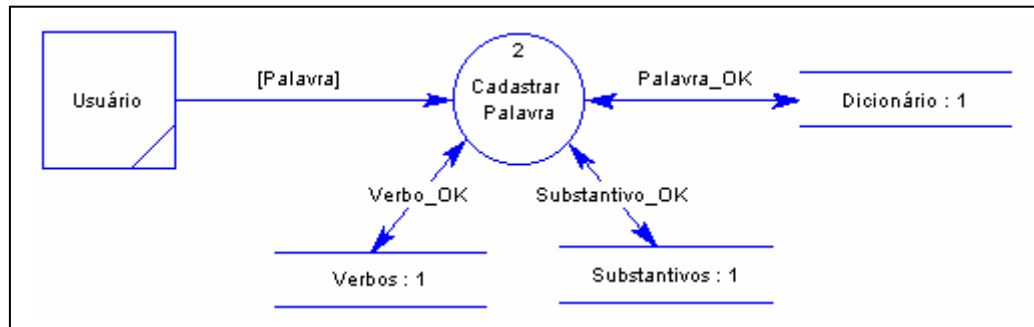 2
Cadastrar
Palavra
Usuário
[Palavra]
Palavra_OK
Dicionário : 1
Verbo_OK
Substantivo_OK
Verbos : 1
Substantivos : 1